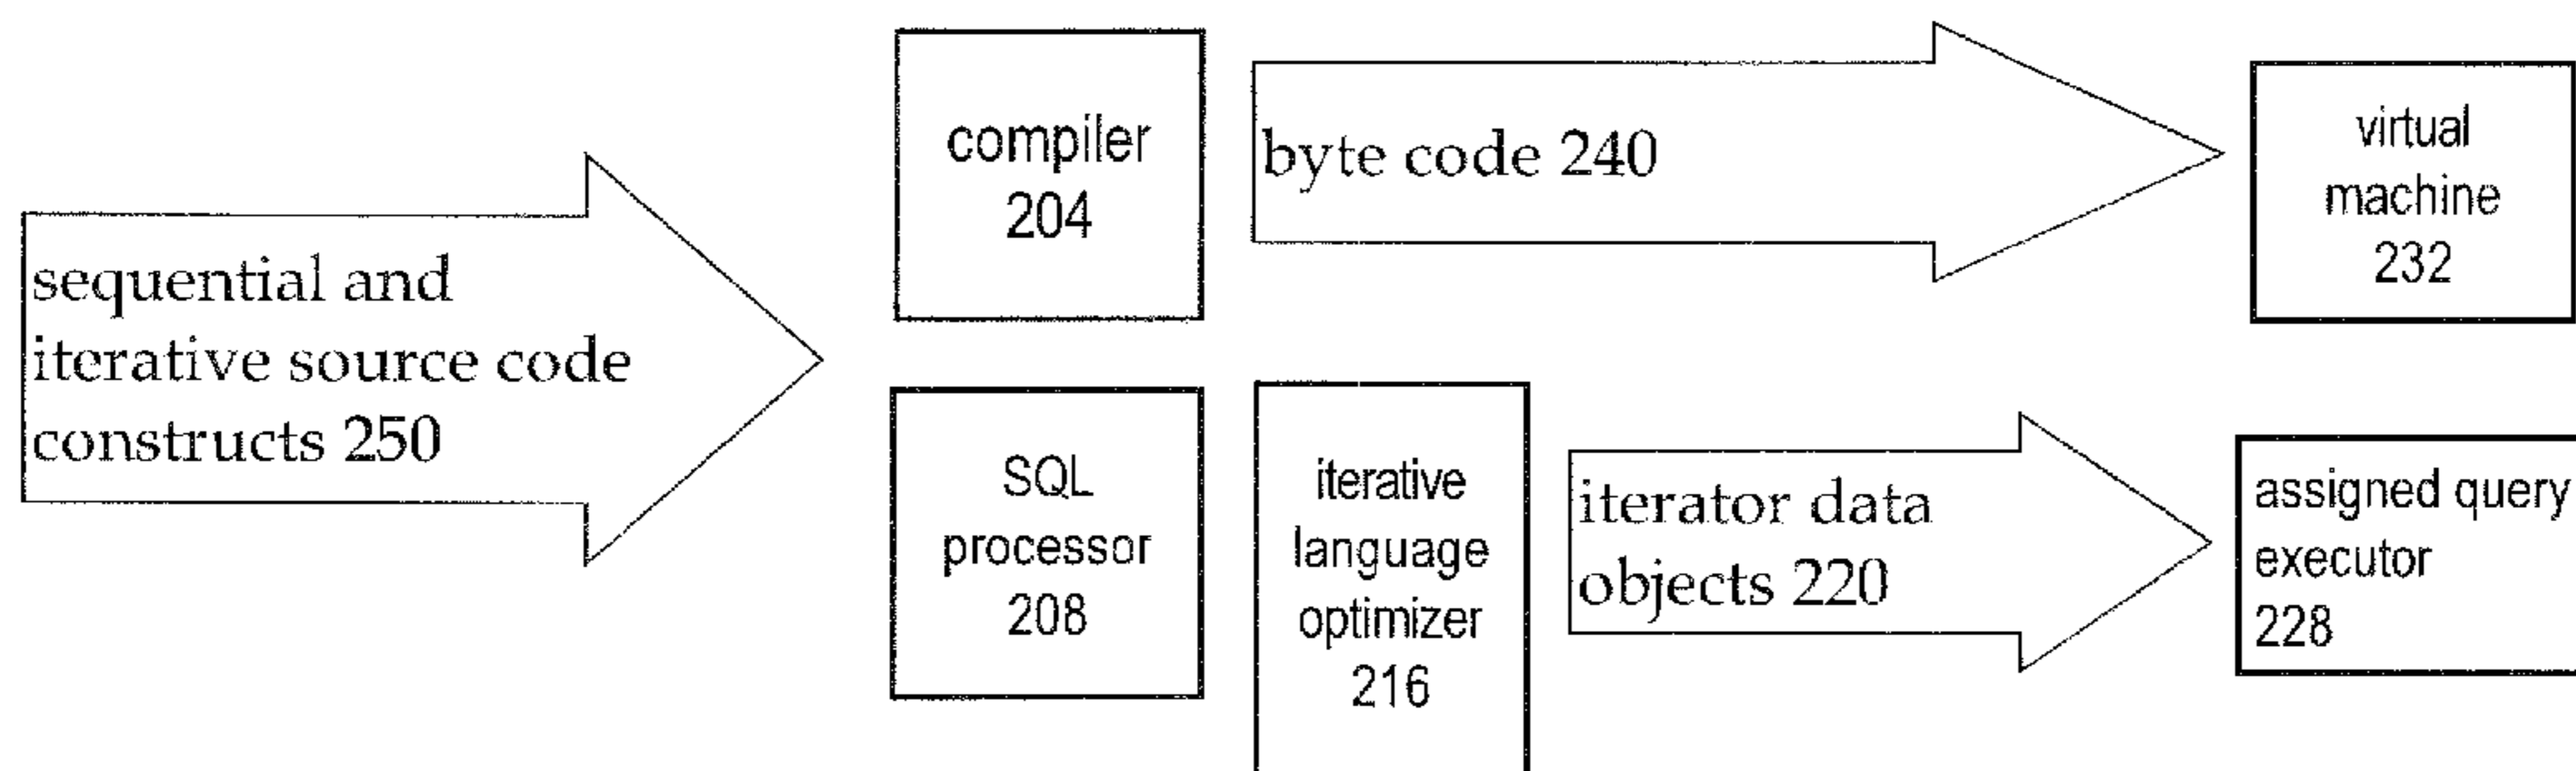 sequential and
iterative source code
constructs 250
compiler
204
byte code 240
virtual
machine
232
SQL
processor
208
iterative
language
optimizer
216
iterator data
objects 220
assigned query
executor
228